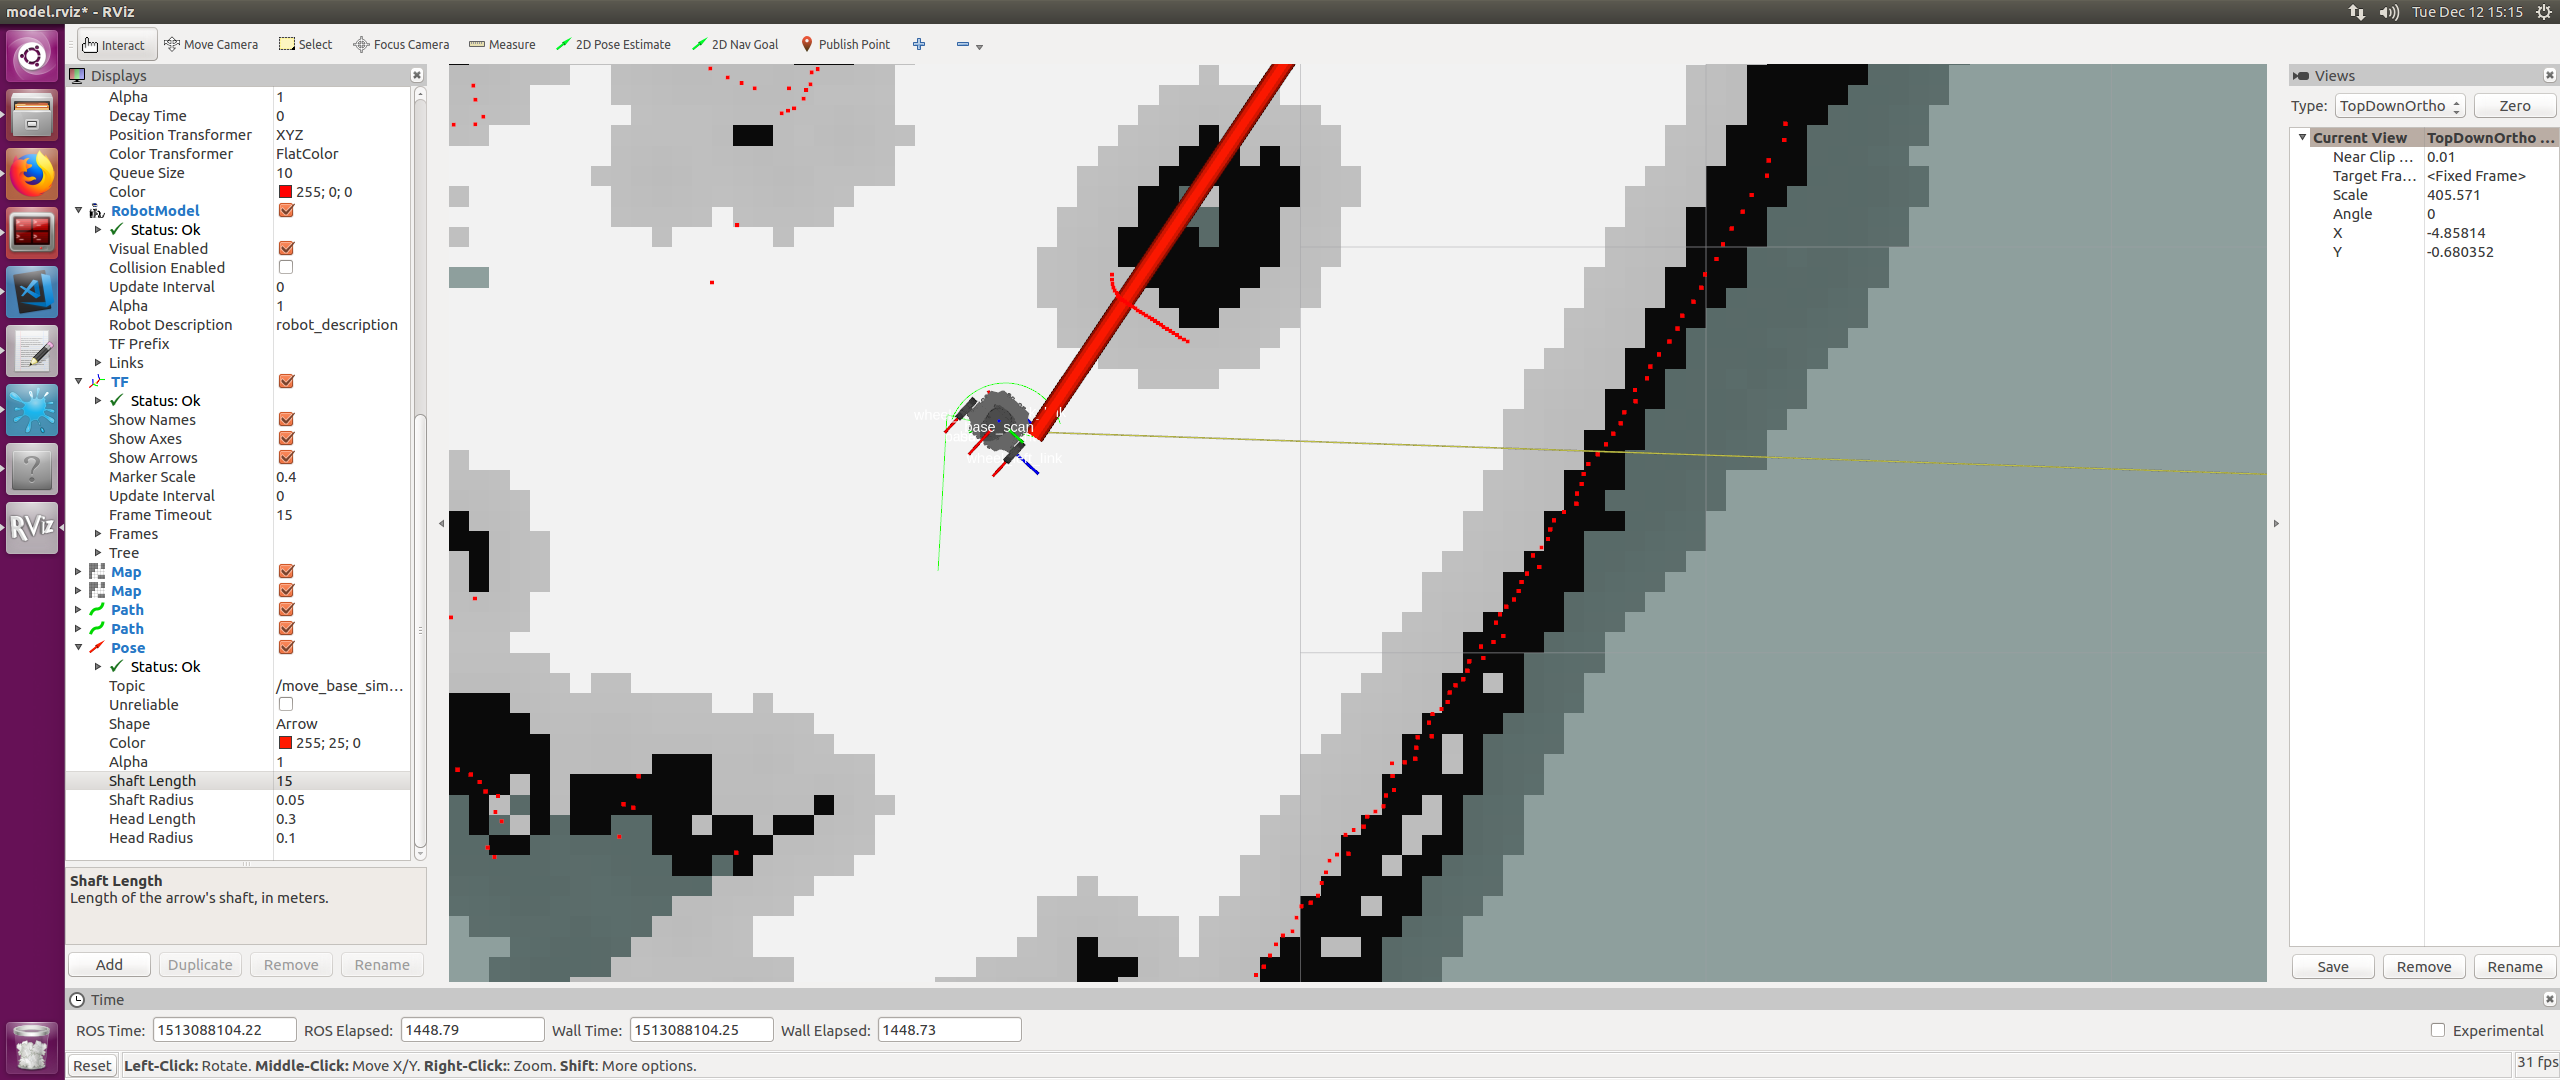 model.rviz* - RViz
Tue Dec 12 15:15
Interact Move Camera Select Focus Camera Measure 2D Pose Estimate 2D Nav Goal Publish Point
Displays
Alpha 1
Decay Time 0
Position Transformer XYZ
Color Transformer FlatColor
Queue Size 10
Color 255; 0; 0
RobotModel
Status: Ok
Visual Enabled
Collision Enabled
Update Interval 0
Alpha 1
Robot Description robot_description
TF Prefix
Links
TF
Status: Ok
Show Names
Show Axes
Show Arrows
Marker Scale 0.4
Update Interval 0
Frame Timeout 15
Frames
Tree
Map
Map
Path
Path
Pose
Status: Ok
Topic /move_base_sim...
Unreliable
Shape Arrow
Color 255; 25; 0
Alpha 1
Shaft Length 15
Shaft Radius 0.05
Head Length 0.3
Head Radius 0.1
Shaft Length
Length of the arrow's shaft, in meters.
Add Duplicate Remove Rename
base_scan
Views
Type: TopDownOrtho Zero
Current View TopDownOrtho ...
Near Clip ... 0.01
Target Fra... <Fixed Frame>
Scale 405.571
Angle 0
X -4.85814
Y -0.680352
Save Remove Rename
Time
ROS Time: 1513088104.22 ROS Elapsed: 1448.79 Wall Time: 1513088104.25 Wall Elapsed: 1448.73 Experimental
Reset Left-Click: Rotate. Middle-Click: Move X/Y. Right-Click:: Zoom. Shift: More options. 31 fps
RViz